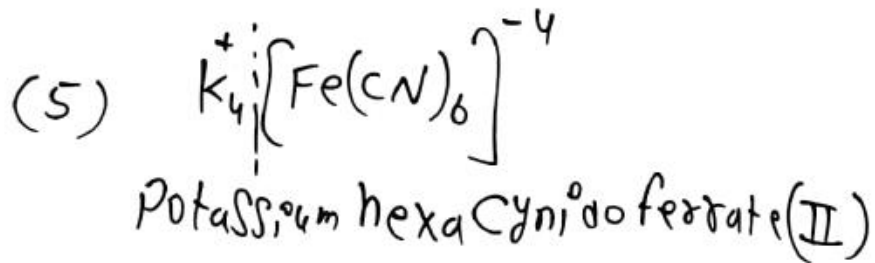 (5) K₄⁺ [Fe(CN)₆]⁻⁴
Potassium hexacynido ferrate(II)